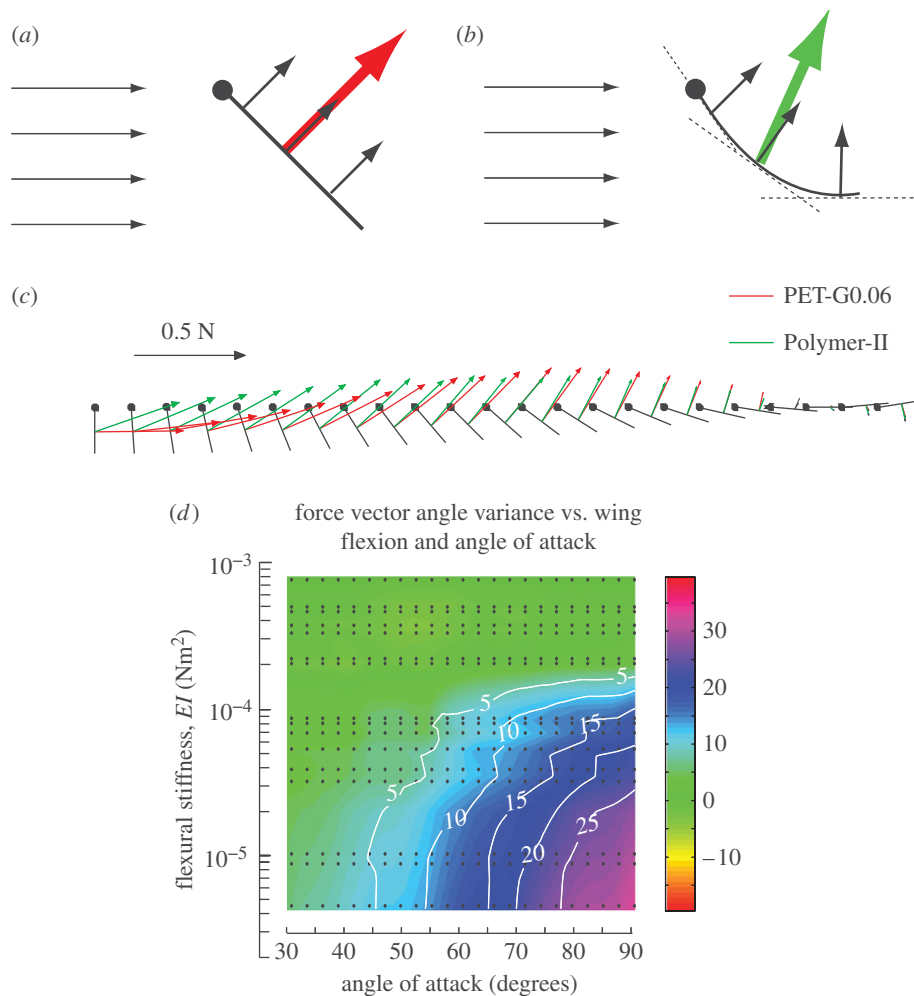 (a)
(b)
(c)
0.5 N
PET-G0.06
Polymer-II
(d)
force vector angle variance vs. wing
flexion and angle of attack
10⁻³
10⁻⁴
10⁻⁵
flexural stiffness, EI (Nm²)
5
5
10
15
5
10
15
20
25
30
20
10
0
−10
30 40 50 60 70 80 90
angle of attack (degrees)